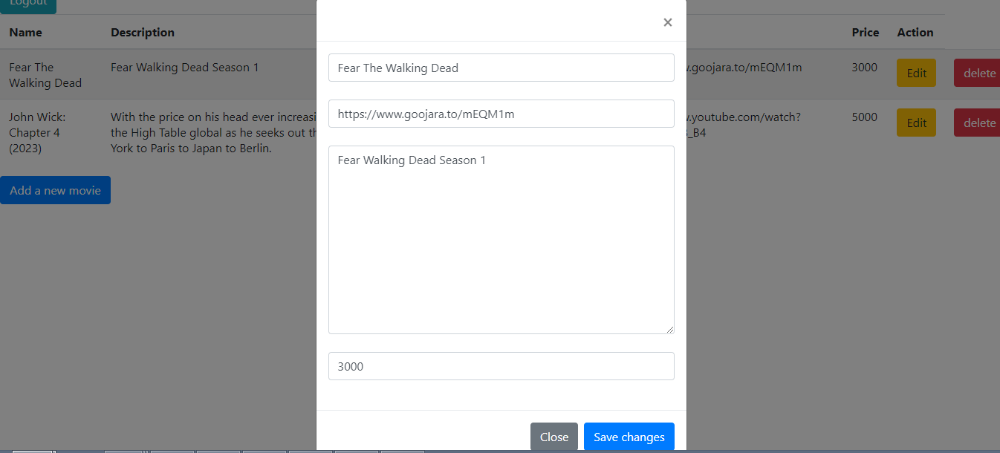 Logout
Name Description Price Action
×
Fear The Walking Dead
https://www.goojara.to/mEQM1m
Fear Walking Dead Season 1
3000
Close Save changes
Fear The Fear Walking Dead Season 1 .goojara.to/mEQM1m 3000 Edit delete
Walking Dead
John Wick: With the price on his head ever increasi .youtube.com/watch? 5000 Edit delete
Chapter 4 the High Table global as he seeks out th _B4
(2023) York to Paris to Japan to Berlin.
Add a new movie